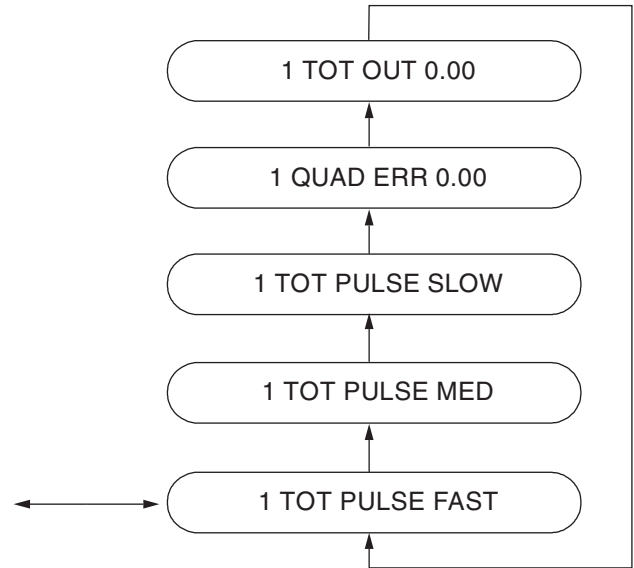 1 TOT OUT 0.00
1 QUAD ERR 0.00
1 TOT PULSE SLOW
1 TOT PULSE MED
1 TOT PULSE FAST